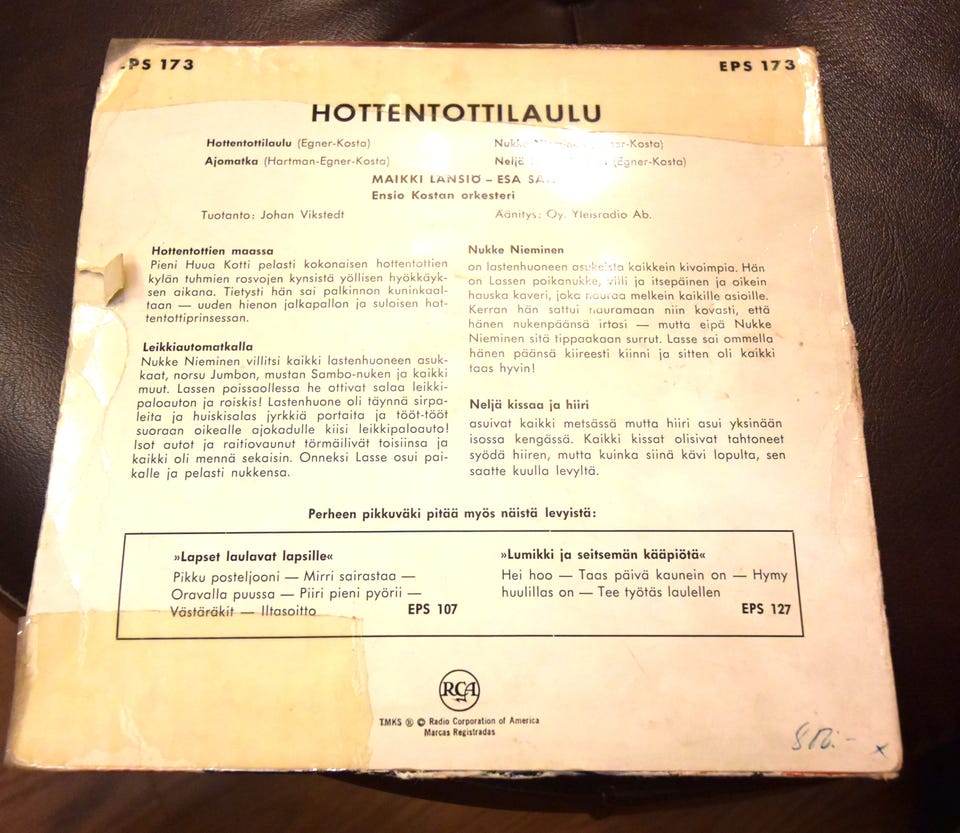 PS 173
EPS 173
HOTTENTOTTILAULU
Hottentottilaulu (Egner-Kosta)
Ajomatka (Hartman-Egner-Kosta)
Nukke
Neljä (Egner-Kosta)
MAIKKI LÄNSIÖ – ESA
Ensio Kostan orkesteri
Tuotanto: Johan Vikstedt
Äänitys: Oy. Yleisradio Ab.
Hottentottien maassa
Pieni Huua Kotti pelasti kokonaisen hottentottien
kylän tuhmien rosvojen kynsistä yöllisen hyökkäyk-
sen aikana. Tietysti hän sai palkinnon kuninkaal-
taan — uuden hienon jalkapallon ja suloisen hot-
tentottiprinsessan.
Leikkiautomatkalla
Nukke Nieminen villitsi kaikki lastenhuoneen asuk-
kaat, norsu Jumbon, mustan Sambo-nuken ja kaikki
muut. Lassen poissaollessa he ottivat salaa leikki-
paloauton ja roiskis! Lastenhuone oli täynnä sirpa-
leita ja huiskisalas jyrkkiä portaita ja tööt-tööt
suoraan oikealle ajokadulle kiisi leikkipaloauto!
Isot autot ja raitiovaunut törmäilivät toisiinsa ja
kaikki oli mennä sekaisin. Onneksi Lasse osui pai-
kalle ja pelasti nukkensa.
Nukke Nieminen
on lastenhuoneen asukeista kaikkein kivoimpia. Hän
on Lassen poikanukke, villi ja itsepäinen ja oikein
hauska kaveri, joka nauraa melkein kaikille asioille.
Kerran hän sattui nauramaan niin kovasti, että
hänen nukenpäänsä irtosi — mutta eipä Nukke
Nieminen sitä tippaakaan surrut. Lasse sai ommella
hänen päänsä kiireesti kiinni ja sitten oli kaikki
taas hyvin!
Neljä kissaa ja hiiri
asuivat kaikki metsässä mutta hiiri asui yksinään
isossa kengässä. Kaikki kissat olisivat tahtoneet
syödä hiiren, mutta kuinka siinä kävi lopulta, sen
saatte kuulla levyltä.
Perheen pikkuväki pitää myös näistä levyistä:
»Lapset laulavat lapsille«
Pikku posteljooni — Mirri sairastaa —
Oravalla puussa — Piiri pieni pyörii —
Västäräkit — Iltasoitto EPS 107
»Lumikki ja seitsemän kääpiötä«
Hei hoo — Taas päivä kaunein on — Hymy
huulillas on — Tee työtäs laulellen
EPS 127
RCA
TMKS ® © Radio Corporation of America
Marcas Registradas
x